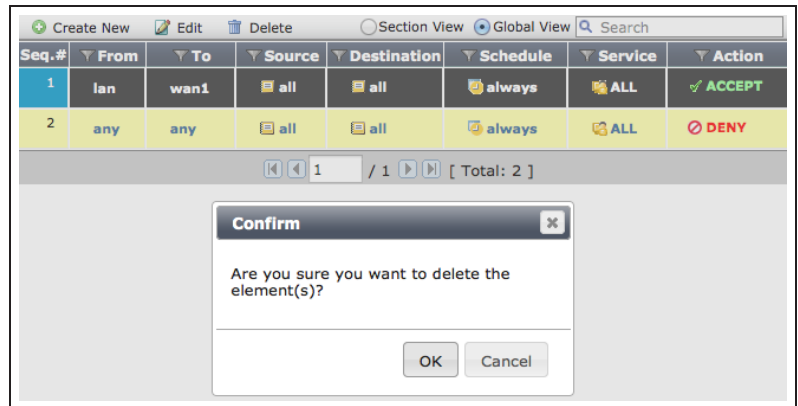 Create New Edit Delete Section View Global View Search
Seq.# From To Source Destination Schedule Service Action
1 lan wan1 all all always ALL ACCEPT
2 any any all all always ALL DENY
1 / 1 [ Total: 2 ]
Confirm
Are you sure you want to delete the
element(s)?
OK Cancel